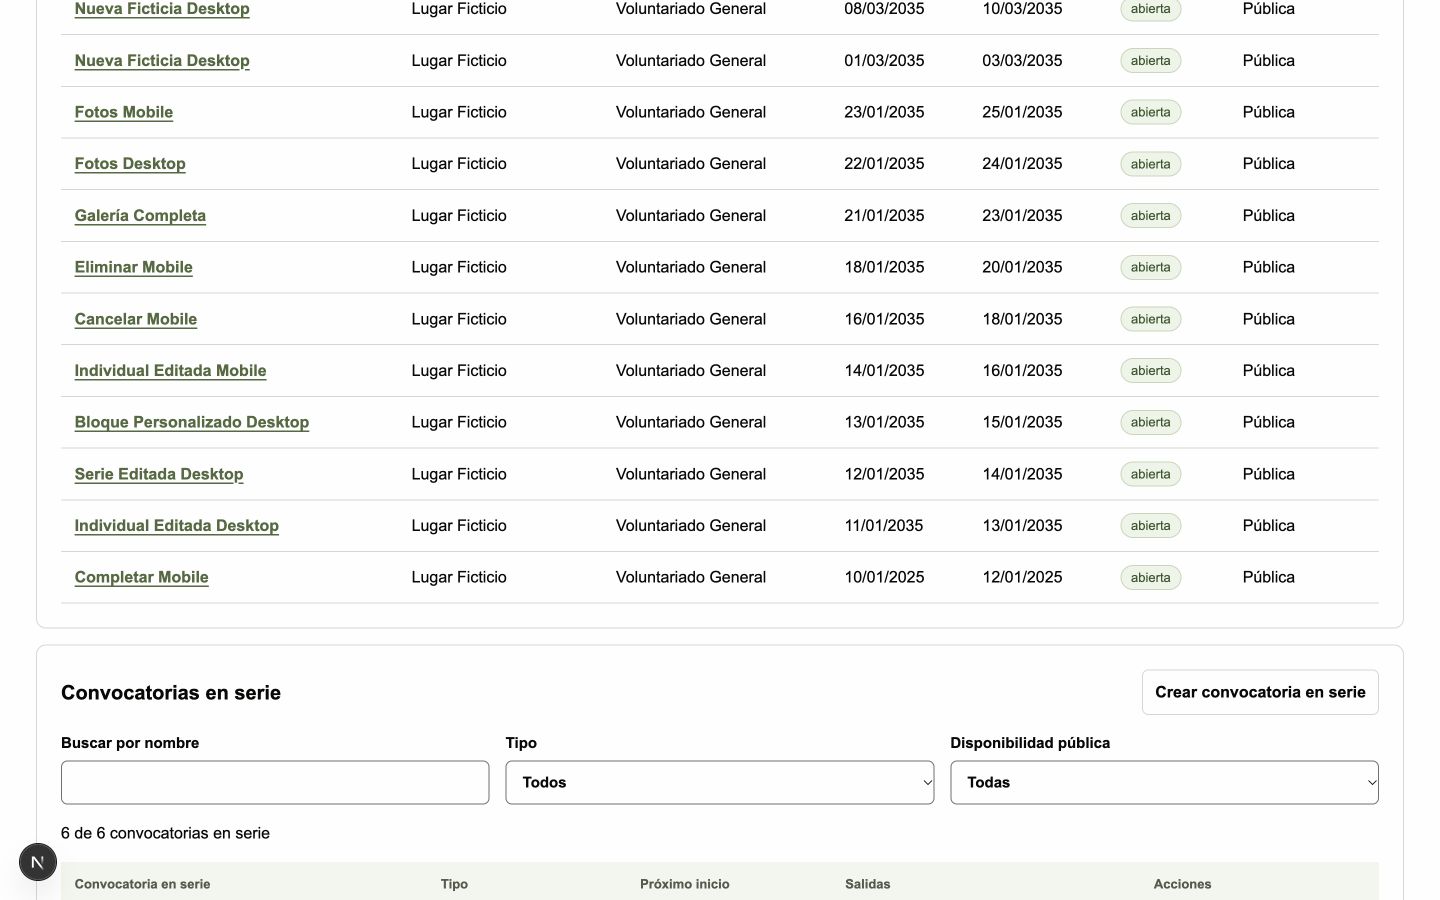 Nueva Ficticia Desktop Lugar Ficticio Voluntariado General 08/03/2035 10/03/2035 abierta Pública
Nueva Ficticia Desktop Lugar Ficticio Voluntariado General 01/03/2035 03/03/2035 abierta Pública
Fotos Mobile Lugar Ficticio Voluntariado General 23/01/2035 25/01/2035 abierta Pública
Fotos Desktop Lugar Ficticio Voluntariado General 22/01/2035 24/01/2035 abierta Pública
Galería Completa Lugar Ficticio Voluntariado General 21/01/2035 23/01/2035 abierta Pública
Eliminar Mobile Lugar Ficticio Voluntariado General 18/01/2035 20/01/2035 abierta Pública
Cancelar Mobile Lugar Ficticio Voluntariado General 16/01/2035 18/01/2035 abierta Pública
Individual Editada Mobile Lugar Ficticio Voluntariado General 14/01/2035 16/01/2035 abierta Pública
Bloque Personalizado Desktop Lugar Ficticio Voluntariado General 13/01/2035 15/01/2035 abierta Pública
Serie Editada Desktop Lugar Ficticio Voluntariado General 12/01/2035 14/01/2035 abierta Pública
Individual Editada Desktop Lugar Ficticio Voluntariado General 11/01/2035 13/01/2035 abierta Pública
Completar Mobile Lugar Ficticio Voluntariado General 10/01/2025 12/01/2025 abierta Pública
Convocatorias en serie Crear convocatoria en serie
Buscar por nombre Tipo Disponibilidad pública
Todos Todas
6 de 6 convocatorias en serie
N
Convocatoria en serie Tipo Próximo inicio Salidas Acciones